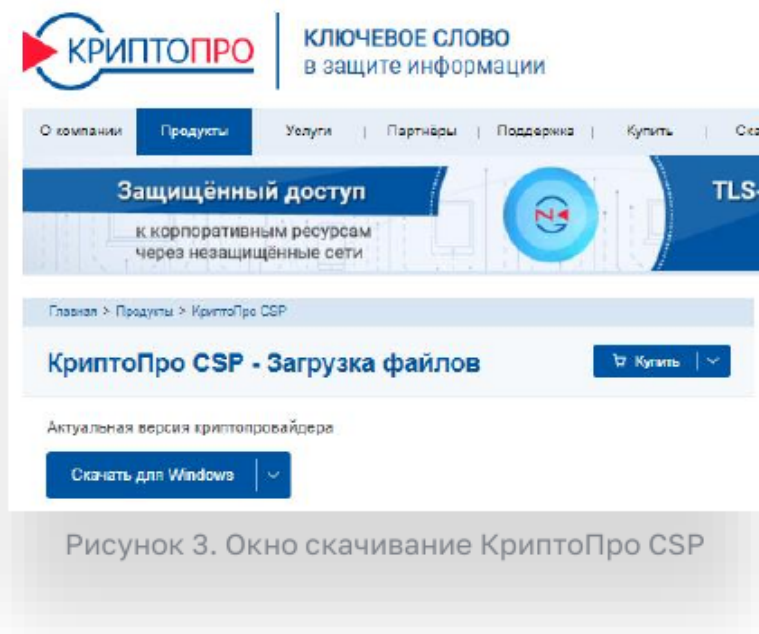 КРИПТОПРО
КЛЮЧЕВОЕ СЛОВО
в защите информации
О компании Продукты Услуги | Партнёры | Поддержка | Купить |
Защищённый доступ
к корпоративным ресурсам
через незащищённые сети
TLS-
Главная > Продукты > КриптоПро CSP
КриптоПро CSP - Загрузка файлов
Купить
Актуальная версия криптопровайдера
Скачать для Windows
Рисунок 3. Окно скачивание КриптоПро CSP